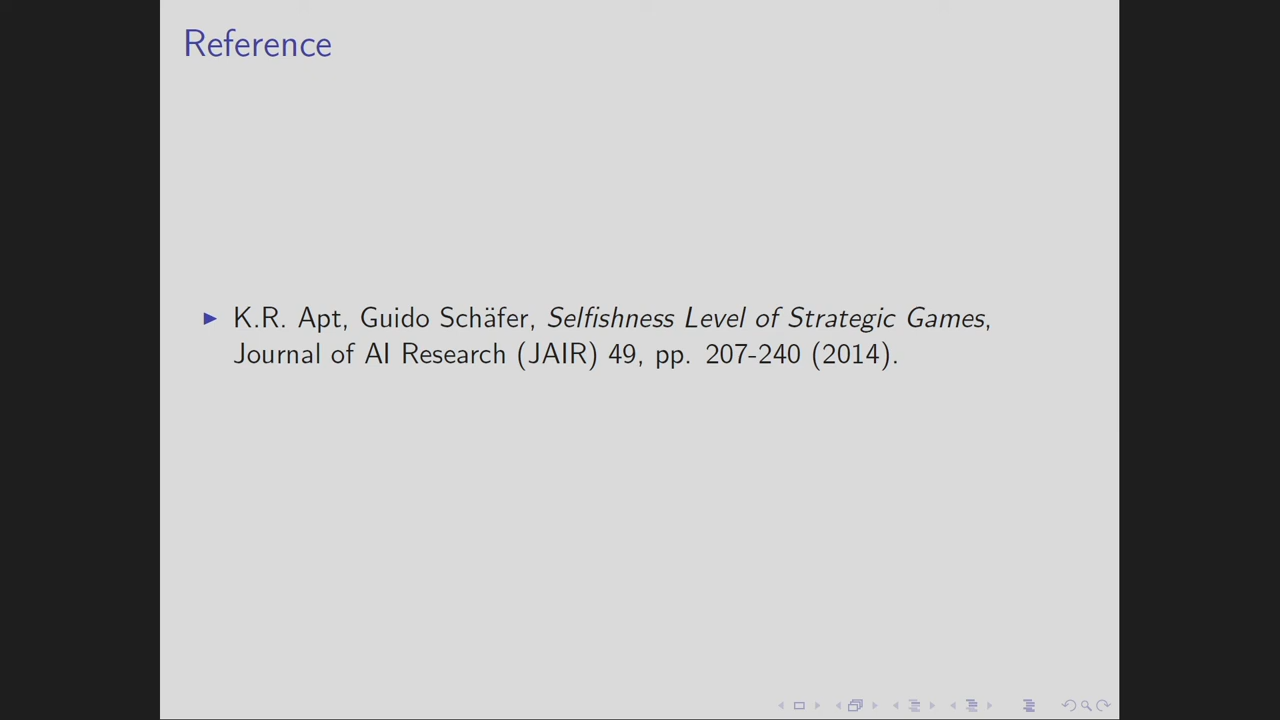 Reference
K.R. Apt, Guido Schäfer, Selfishness Level of Strategic Games,
Journal of AI Research (JAIR) 49, pp. 207-240 (2014).